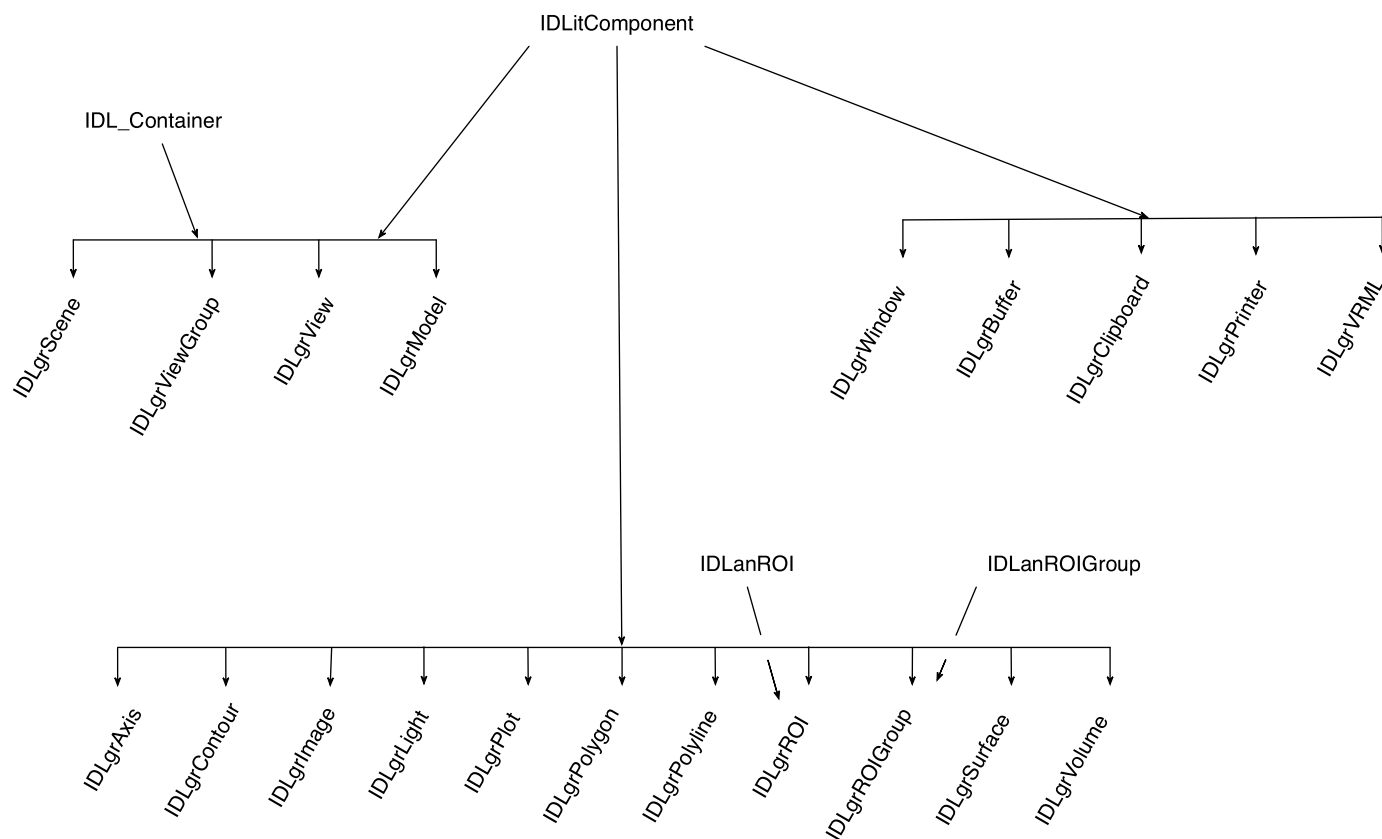 IDLitComponent
IDL_Container
IDLgrScene
IDLgrViewGroup
IDLgrView
IDLgrModel
IDLgrWindow
IDLgrBuffer
IDLgrClipboard
IDLgrPrinter
IDLgrVRML
IDLanROI
IDLanROIGroup
IDLgrAxis
IDLgrContour
IDLgrImage
IDLgrLight
IDLgrPlot
IDLgrPolygon
IDLgrPolyline
IDLgrROI
IDLgrROIGroup
IDLgrSurface
IDLgrVolume